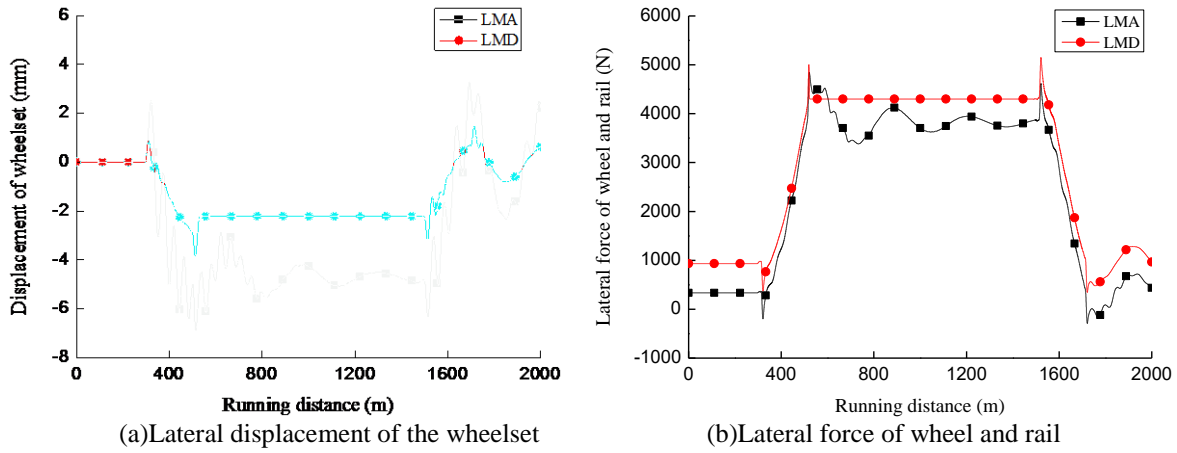 6
4
2
0
-2
-4
-6
-8
Displacement of wheelset (mm)
LMA
LMD
0 400 800 1200 1600 2000
Running distance (m)
(a)Lateral displacement of the wheelset
6000
5000
4000
3000
2000
1000
0
-1000
Lateral force of wheel and rail (N)
LMA
LMD
0 400 800 1200 1600 2000
Running distance (m)
(b)Lateral force of wheel and rail